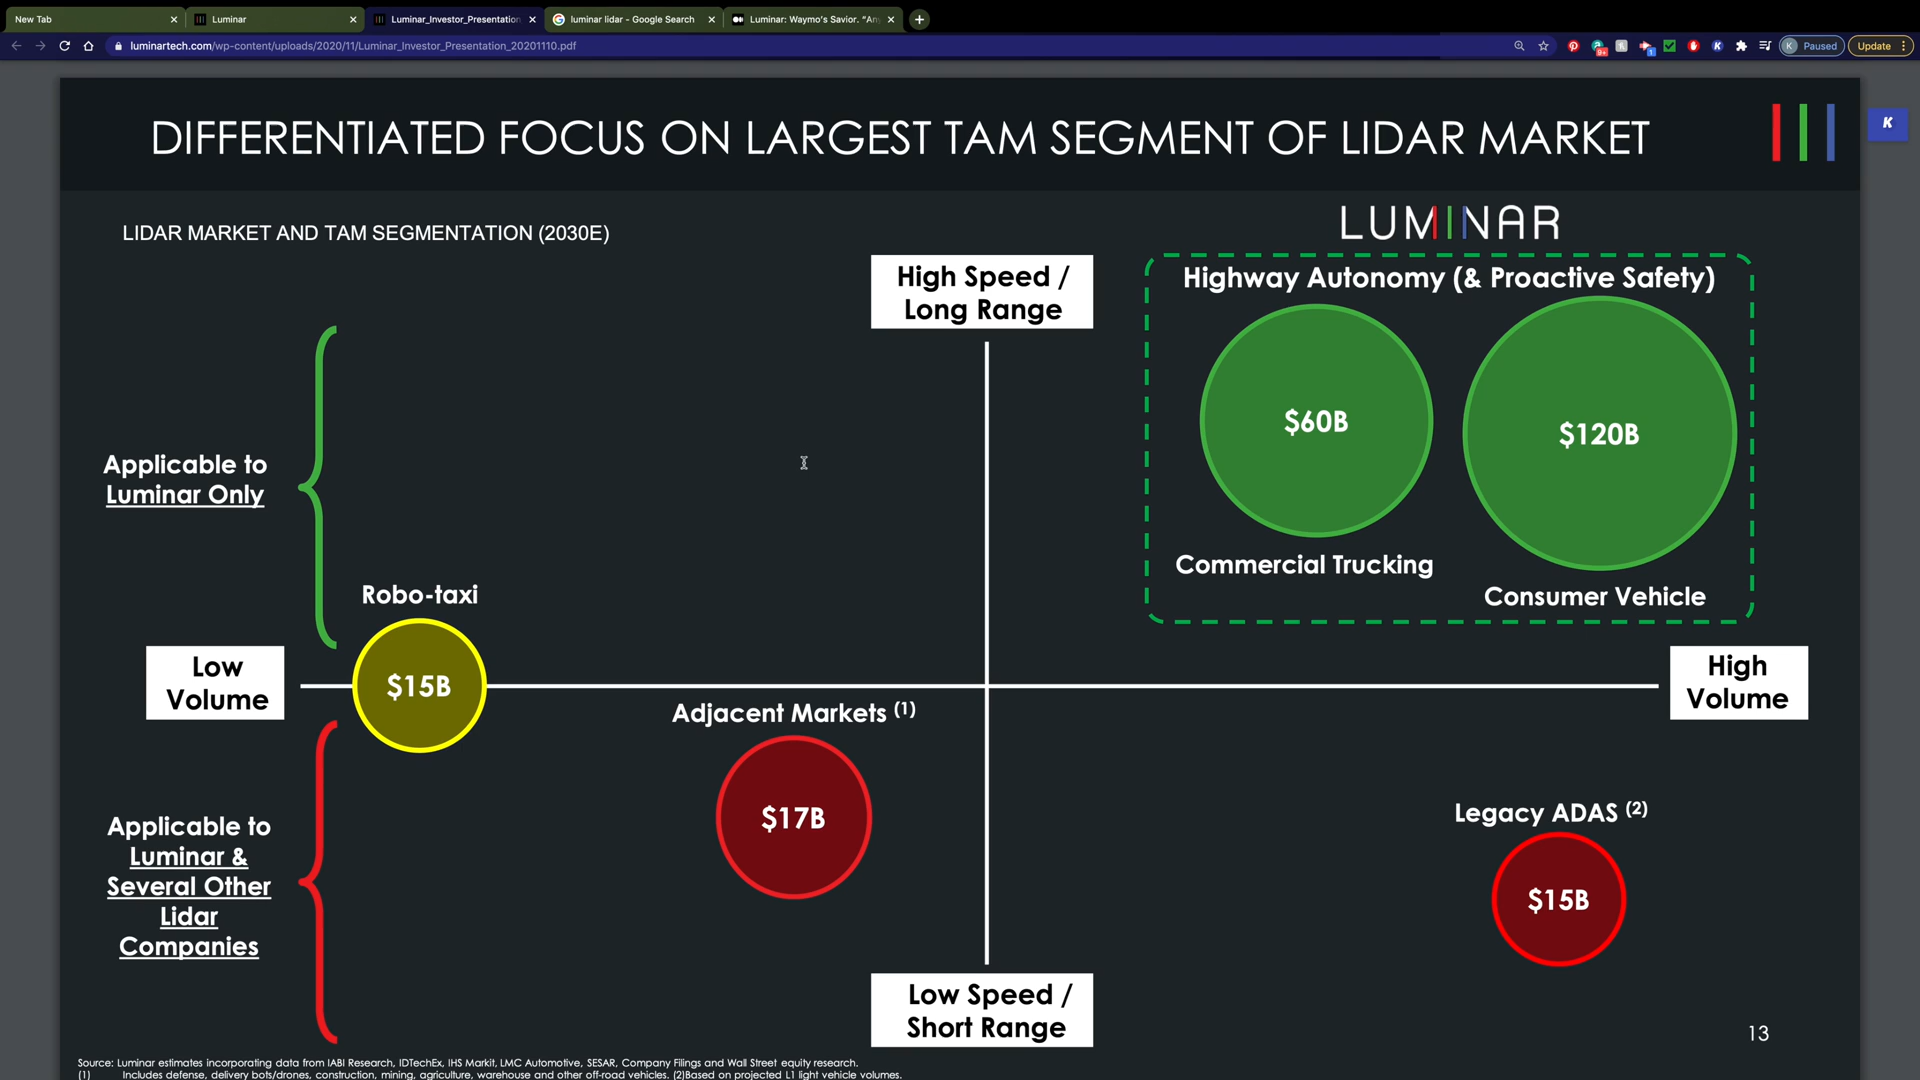 New Tab
Luminar
Luminar_Investor_Presentation
luminar lidar - Google Search
Luminar: Waymo's Savior. "An
luminartech.com/wp-content/uploads/2020/11/Luminar_Investor_Presentation_20201110.pdf
9+
1
K
K Paused
Update
DIFFERENTIATED FOCUS ON LARGEST TAM SEGMENT OF LIDAR MARKET
K
LIDAR MARKET AND TAM SEGMENTATION (2030E)
LUMINAR
High Speed /
Long Range
Highway Autonomy (& Proactive Safety)
$60B
$120B
Commercial Trucking
Consumer Vehicle
Applicable to
Luminar Only
Robo-taxi
$15B
Low
Volume
High
Volume
Adjacent Markets (1)
$17B
Legacy ADAS (2)
$15B
Applicable to
Luminar &
Several Other
Lidar
Companies
Low Speed /
Short Range
13
Source: Luminar estimates incorporating data from IABI Research, IDTechEx, IHS Markit, LMC Automotive, SESAR, Company Filings and Wall Street equity research.
(1) Includes defense, delivery bots/drones, construction, mining, agriculture, warehouse and other off-road vehicles. (2)Based on projected L1 light vehicle volumes.